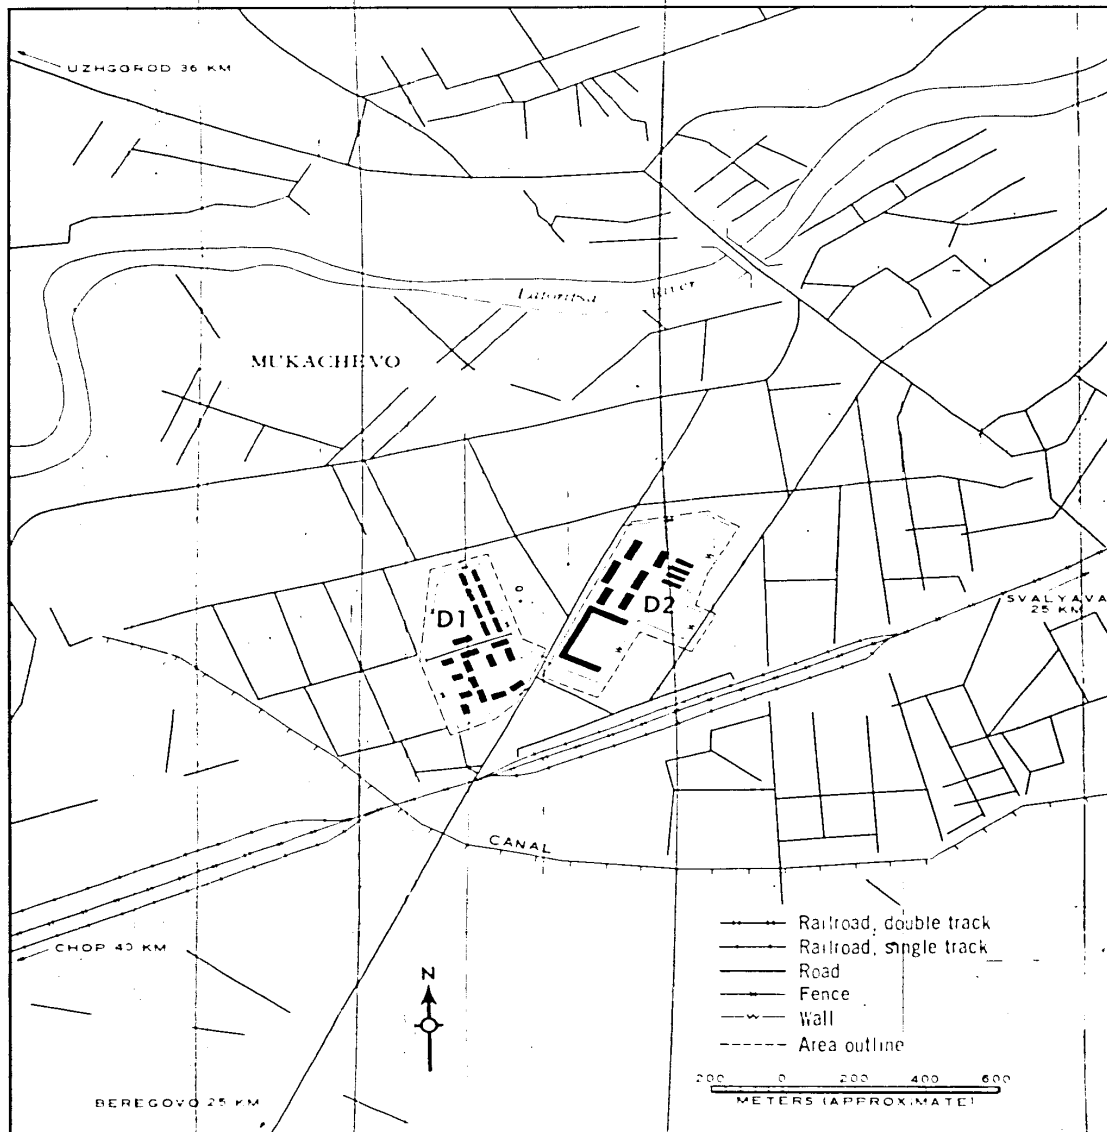 UZHGOROD 36 KM
Latoritsa River
MUKACHEVO
D1
D2
SVALYAVA
25 KM
CANAL
CHOP 40 KM
N
BEREGOVO 25 KM
Railroad, double track
Railroad, single track
Road
Fence
Wall
Area outline
200 0 200 400 600
METERS (APPROXIMATE)